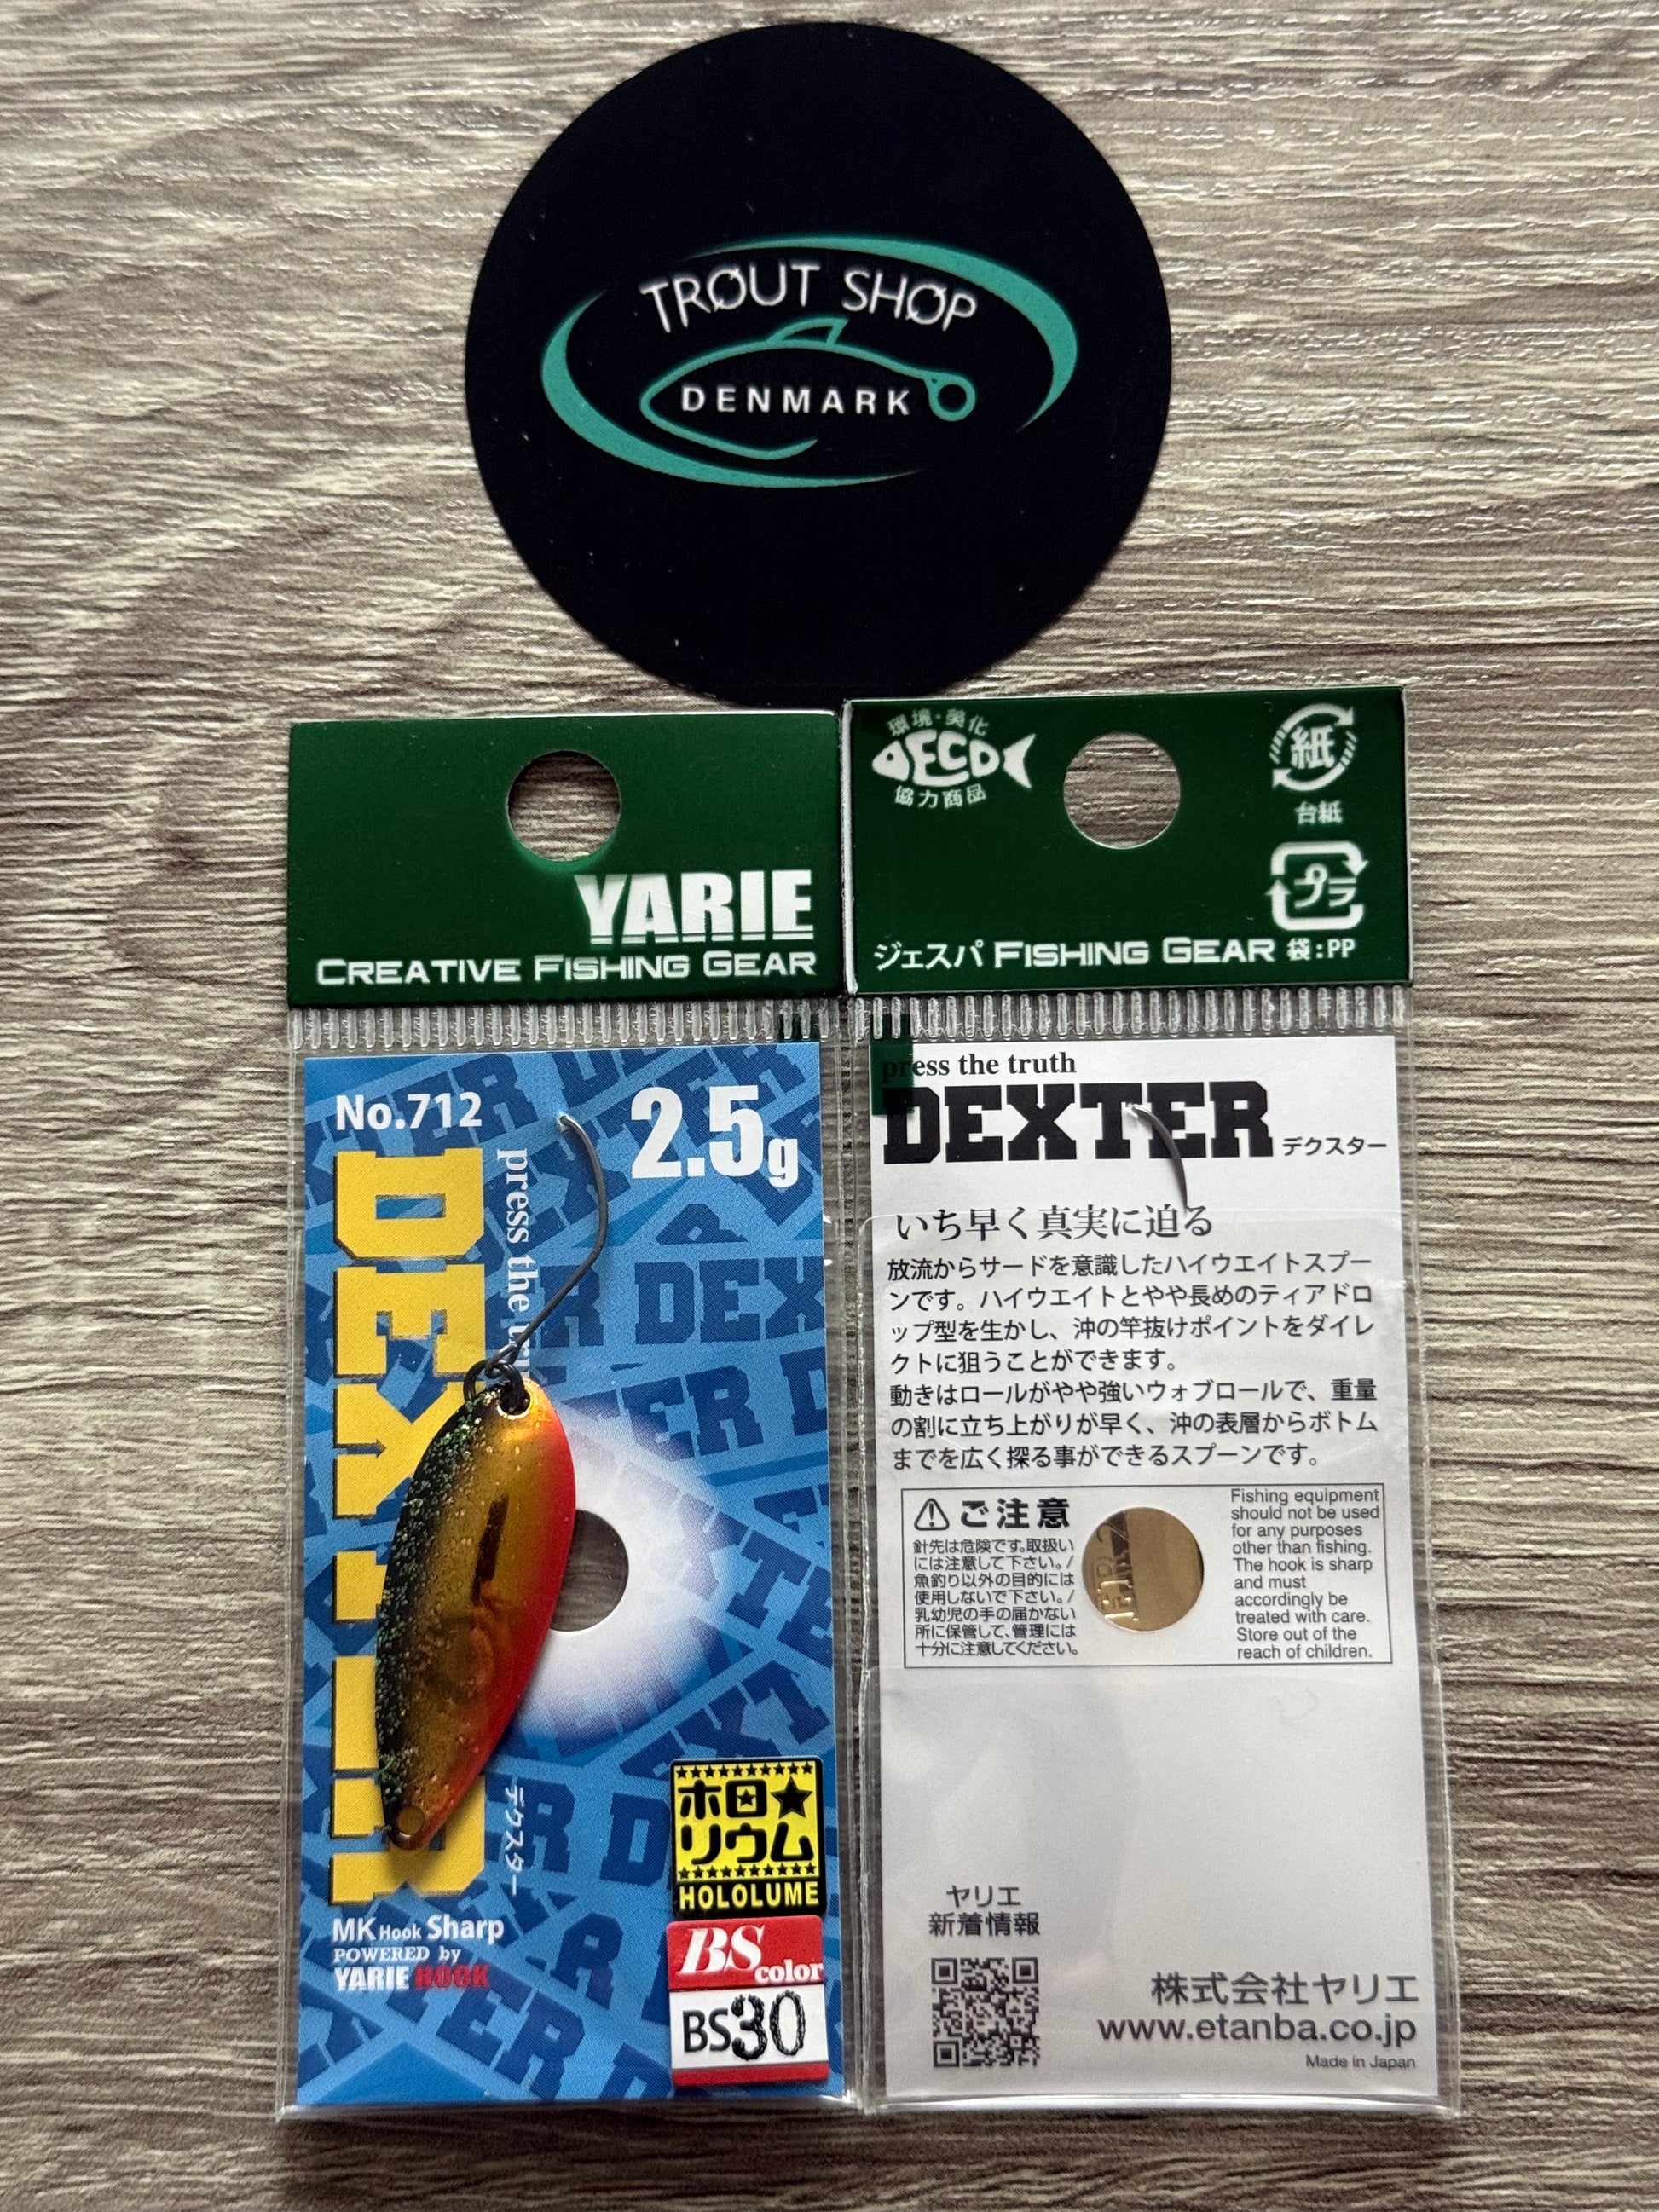 TRØUT SHØP
DENMARK
YARIE
CREATIVE FISHING GEAR
No.712
2.5g
press the tru
DEXTER
デクスター
MK Hook Sharp
POWERED by
YARIE HOOK
ホロ★
リウム
HOLOLUME
BS color
BS30
環境・美化
ECO
協力商品
紙
台紙
プラ
ジェスパ FISHING GEAR 袋:PP
press the truth
DEXTER デクスター
いち早く真実に迫る
放流からサードを意識したハイウエイトスプー
ンです。ハイウエイトとやや長めのティアドロ
ップ型を生かし、沖の竿抜けポイントをダイレ
クトに狙うことができます。
動きはロールがやや強いウォブロールで、重量
の割に立ち上がりが早く、沖の表層からボトム
までを広く探る事ができるスプーンです。
⚠ご注意
針先は危険です。取扱い
には注意して下さい。/
魚釣り以外の目的には
使用しないで下さい。/
乳幼児の手の届かない
所に保管して、管理には
十分に注意してください。
Fishing equipment
should not be used
for any purposes
other than fishing.
The hook is sharp
and must
accordingly be
treated with care.
Store out of the
reach of children.
ヤリエ
新着情報
株式会社ヤリエ
www.etanba.co.jp
Made in Japan